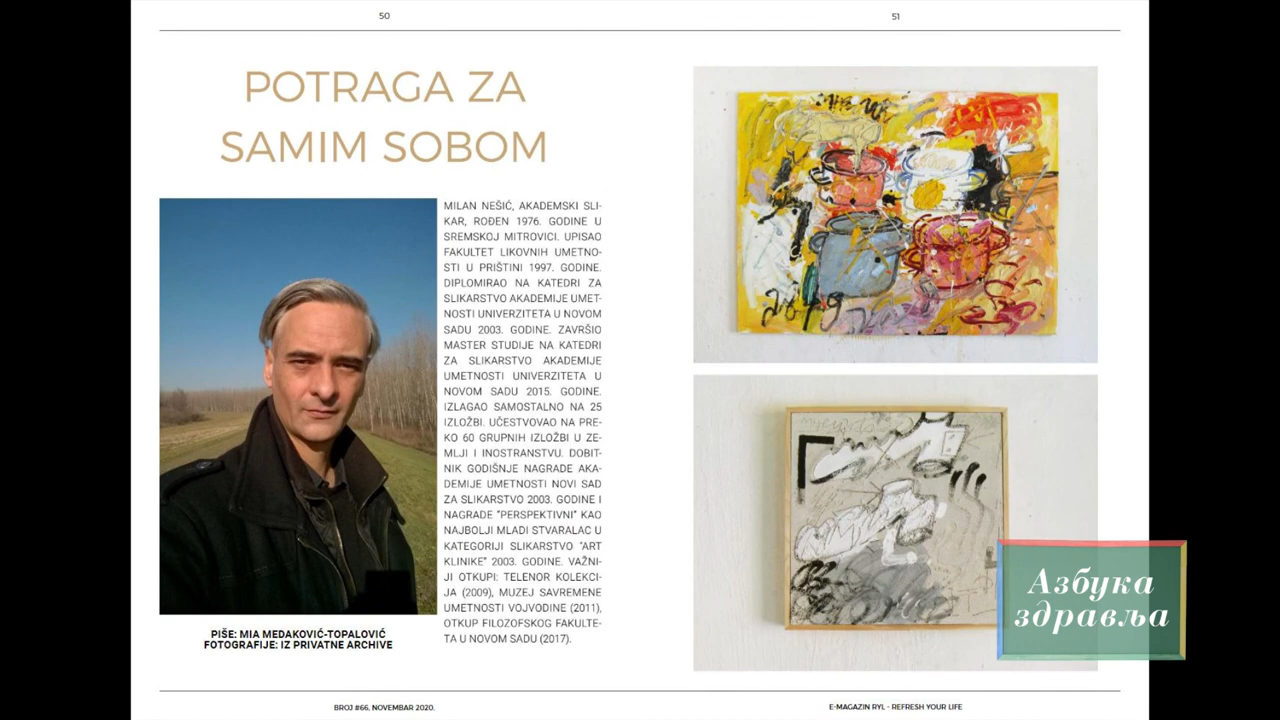 50
51
POTRAGA ZA
SAMIM SOBOM
MILAN NEŠIĆ, AKADEMSKI SLI-
KAR, ROĐEN 1976. GODINE U
SREMSKOJ MITROVICI. UPISAO
FAKULTET LIKOVNIH UMETNO-
STI U PRIŠTINI 1997. GODINE.
DIPLOMIRAO NA KATEDRI ZA
SLIKARSTVO AKADEMIJE UMET-
NOSTI UNIVERZITETA U NOVOM
SADU 2003. GODINE. ZAVRŠIO
MASTER STUDIJE NA KATEDRI
ZA SLIKARSTVO AKADEMIJE
UMETNOSTI UNIVERZITETA U
NOVOM SADU 2015. GODINE.
IZLAGAO SAMOSTALNO NA 25
IZLOŽBI. UČESTVOVAO NA PRE-
KO 60 GRUPNIH IZLOŽBI U ZE-
MLJI I INOSTRANSTVU. DOBIT-
NIK GODIŠNJE NAGRADE AKA-
DEMIJE UMETNOSTI NOVI SAD
ZA SLIKARSTVO 2003. GODINE I
NAGRADE "PERSPEKTIVNI" KAO
NAJBOLJI MLADI STVARALAC U
KATEGORIJI SLIKARSTVO "ART
KLINIKE" 2003. GODINE. VAŽNI-
JI OTKUPI: TELENOR KOLEKCI-
JA (2009), MUZEJ SAVREMENE
UMETNOSTI VOJVODINE (2011),
OTKUP FILOZOFSKOG FAKULTE-
TA U NOVOM SADU (2017).
PIŠE: MIA MEDAKOVIĆ-TOPALOVIĆ
FOTOGRAFIJE: IZ PRIVATNE ARCHIVE
Азбука
здравља
BROJ #66, NOVEMBAR 2020.
E-MAGAZIN RYL - REFRESH YOUR LIFE